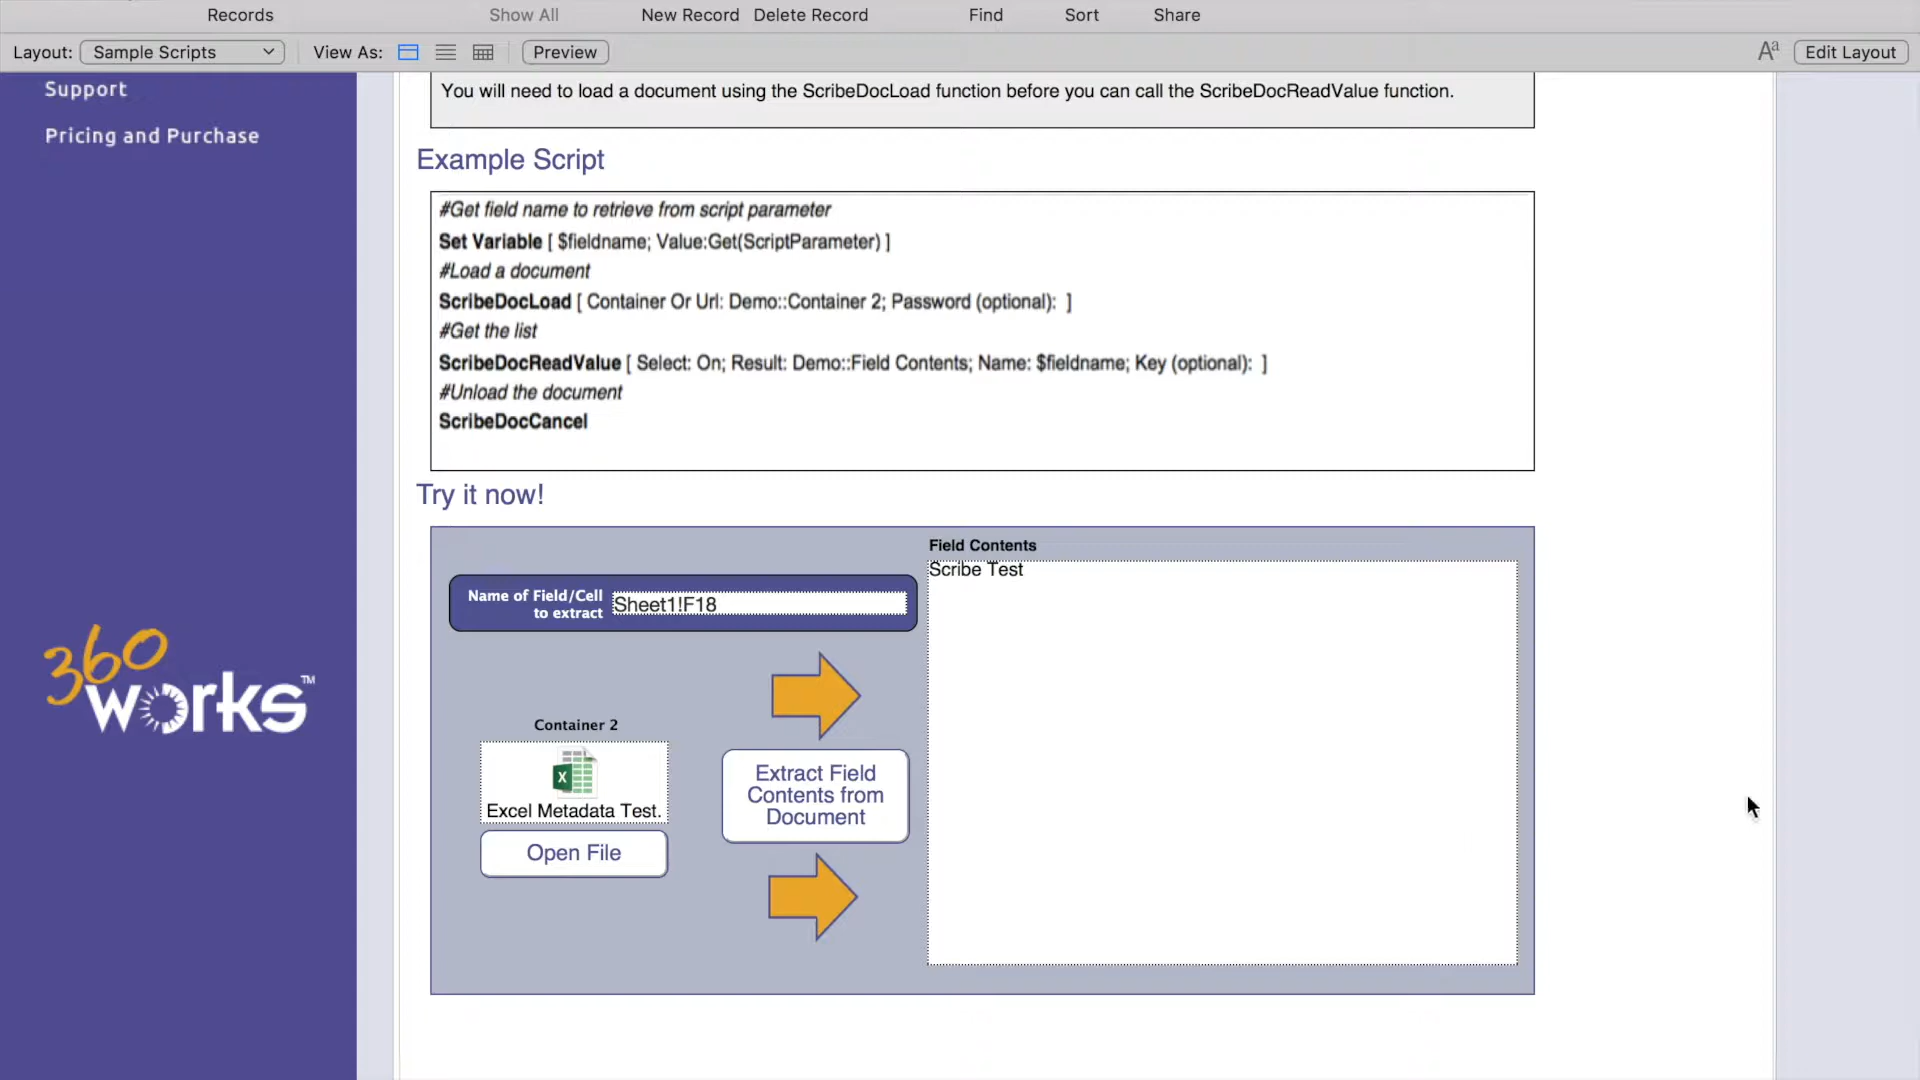 Records
Show All
New Record
Delete Record
Find
Sort
Share
Layout:
Sample Scripts
View As:
Preview
Aª
Edit Layout
Support
Pricing and Purchase
You will need to load a document using the ScribeDocLoad function before you can call the ScribeDocReadValue function.
Example Script
#Get field name to retrieve from script parameter
Set Variable [ $fieldname; Value:Get(ScriptParameter) ]
#Load a document
ScribeDocLoad [ Container Or Url: Demo::Container 2; Password (optional):  ]
#Get the list
ScribeDocReadValue [ Select: On; Result: Demo::Field Contents; Name: $fieldname; Key (optional):  ]
#Unload the document
ScribeDocCancel
Try it now!
Name of Field/Cell
to extract
Sheet1!F18
Field Contents
Scribe Test
Container 2
Excel Metadata Test.
Open File
Extract Field
Contents from
Document
360
works™